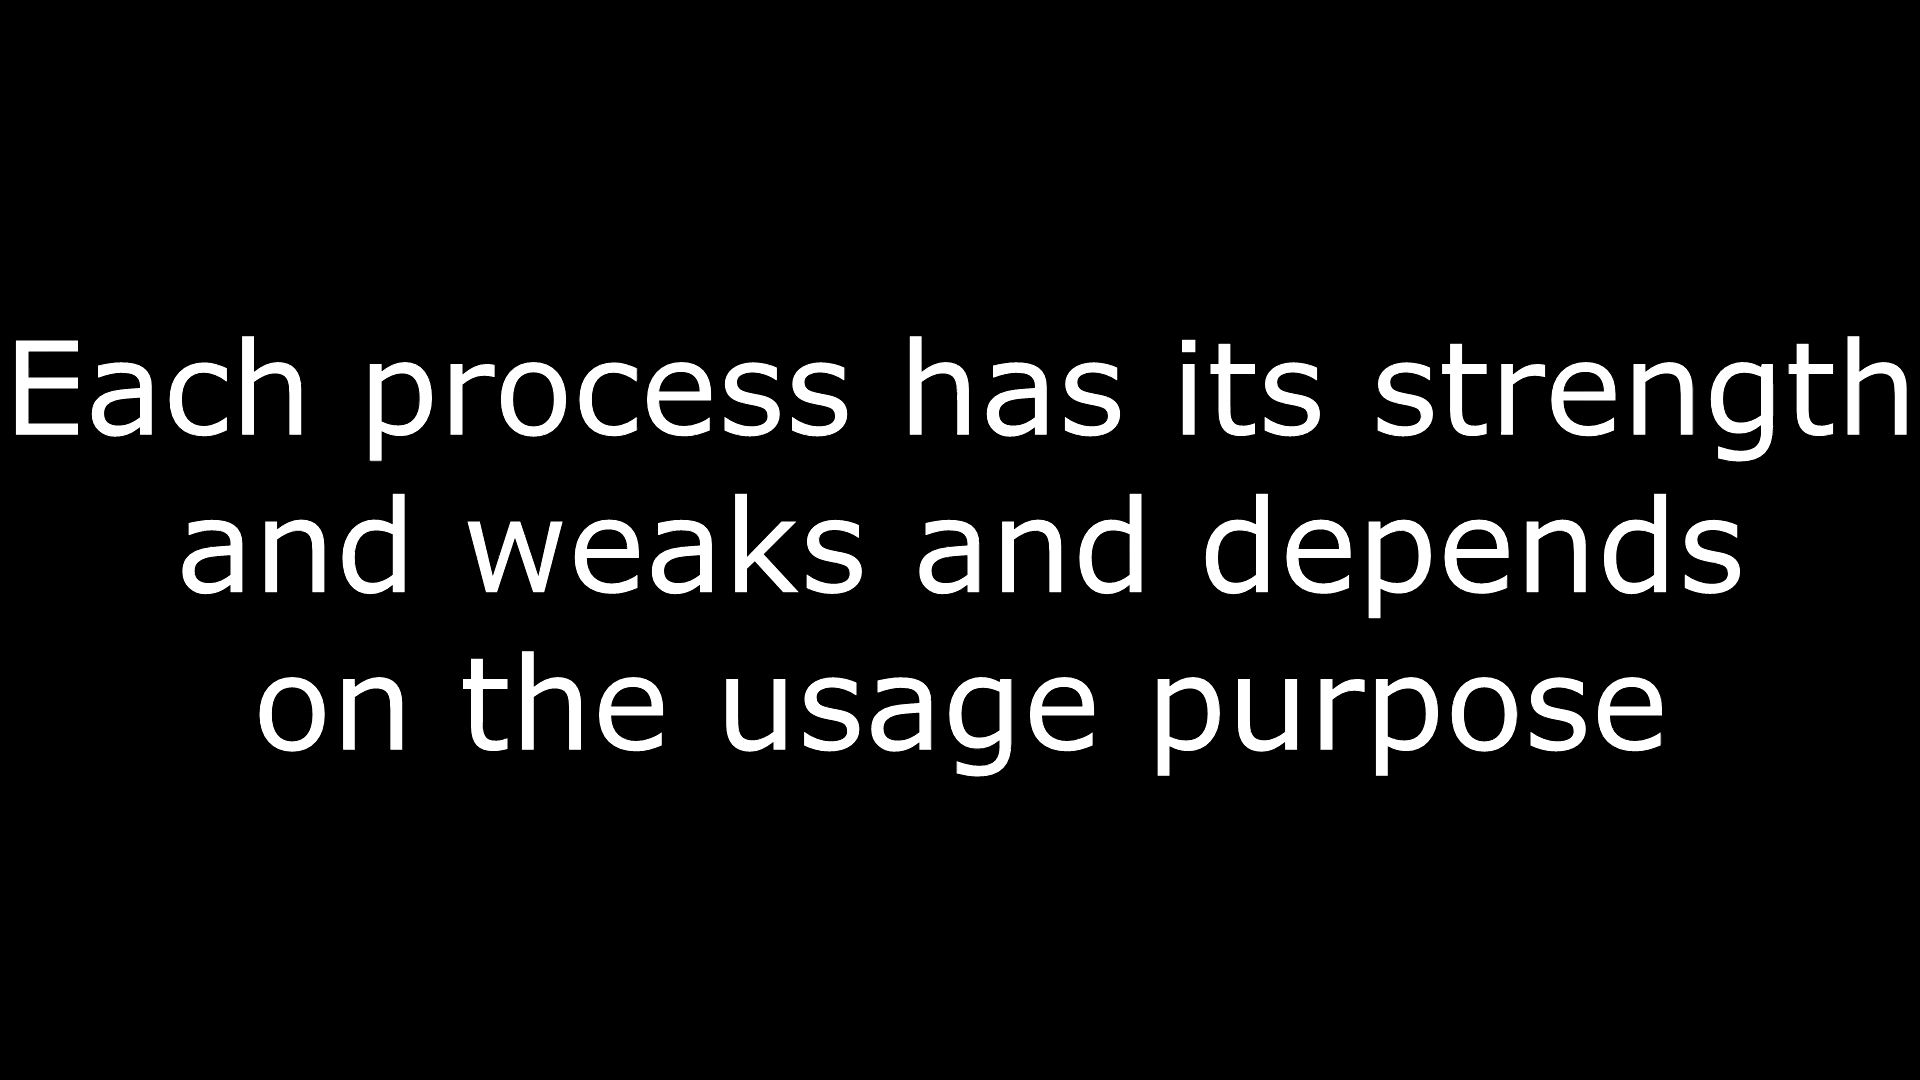 Each process has its strength
and weaks and depends
on the usage purpose